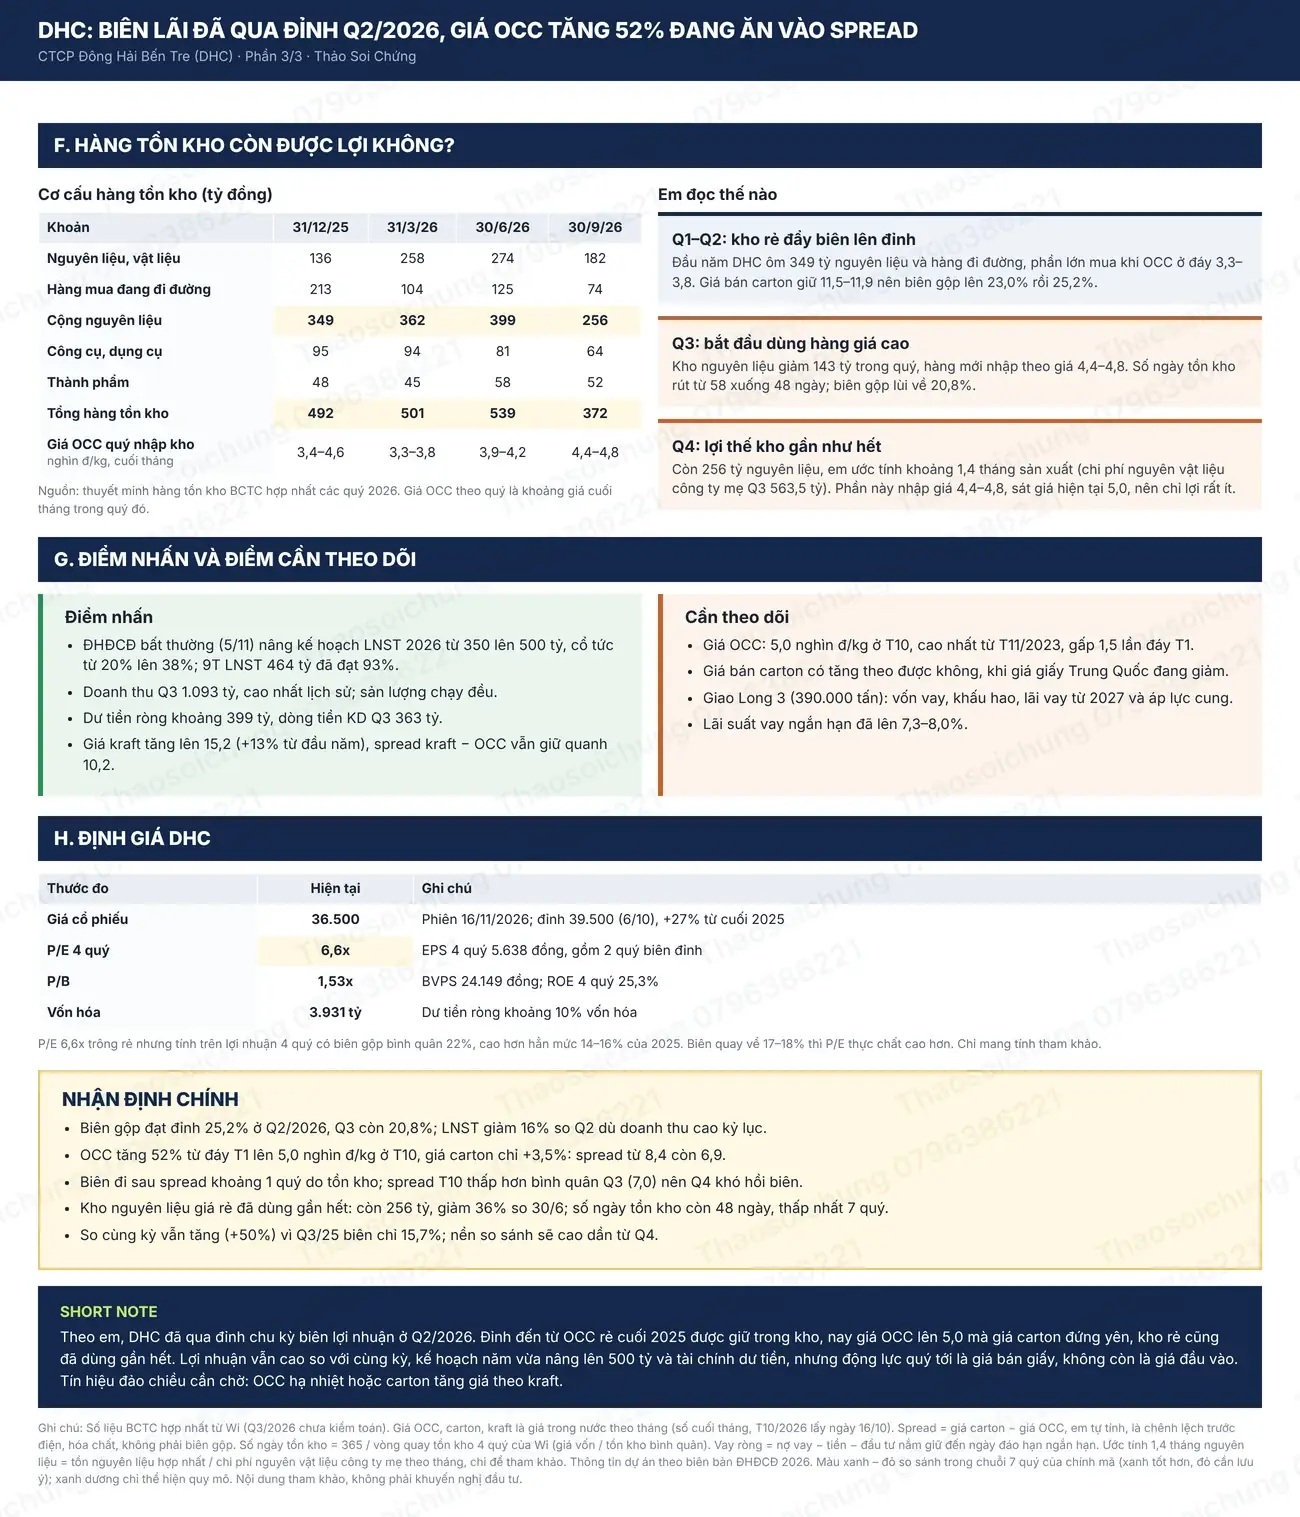 DHC: BIÊN LÃI ĐÃ QUA ĐỈNH Q2/2026, GIÁ OCC TĂNG 52% ĐANG ĂN VÀO SPREAD
CTCP Đông Hải Bến Tre (DHC) · Phần 3/3 · Thảo Soi Chứng
F. HÀNG TỒN KHO CÒN ĐƯỢC LỢI KHÔNG?
Cơ cấu hàng tồn kho (tỷ đồng)
Khoản 31/12/25 31/3/26 30/6/26 30/9/26
Nguyên liệu, vật liệu 136 258 274 182
Hàng mua đang đi đường 213 104 125 74
Cộng nguyên liệu 349 362 399 256
Công cụ, dụng cụ 95 94 81 64
Thành phẩm 48 45 58 52
Tổng hàng tồn kho 492 501 539 372
Giá OCC quý nhập kho 3,4–4,6 3,3–3,8 3,9–4,2 4,4–4,8
nghìn đ/kg, cuối tháng
Nguồn: thuyết minh hàng tồn kho BCTC hợp nhất các quý 2026. Giá OCC theo quý là khoảng giá cuối
tháng trong quý đó.
Em đọc thế nào
Q1–Q2: kho rẻ đẩy biên lên đỉnh
Đầu năm DHC ôm 349 tỷ nguyên liệu và hàng đi đường, phần lớn mua khi OCC ở đáy 3,3–
3,8. Giá bán carton giữ 11,5–11,9 nên biên gộp lên 23,0% rồi 25,2%.
Q3: bắt đầu dùng hàng giá cao
Kho nguyên liệu giảm 143 tỷ trong quý, hàng mới nhập theo giá 4,4–4,8. Số ngày tồn kho
rút từ 58 xuống 48 ngày; biên gộp lùi về 20,8%.
Q4: lợi thế kho gần như hết
Còn 256 tỷ nguyên liệu, em ước tính khoảng 1,4 tháng sản xuất (chi phí nguyên vật liệu
công ty mẹ Q3 563,5 tỷ). Phần này nhập giá 4,4–4,8, sát giá hiện tại 5,0, nên chỉ lợi rất ít.
G. ĐIỂM NHẤN VÀ ĐIỂM CẦN THEO DÕI
Điểm nhấn
• ĐHĐCĐ bất thường (5/11) nâng kế hoạch LNST 2026 từ 350 lên 500 tỷ, cổ tức
từ 20% lên 38%; 9T LNST 464 tỷ đã đạt 93%.
• Doanh thu Q3 1.093 tỷ, cao nhất lịch sử; sản lượng chạy đều.
• Dư tiền ròng khoảng 399 tỷ, dòng tiền KD Q3 363 tỷ.
• Giá kraft tăng lên 15,2 (+13% từ đầu năm), spread kraft − OCC vẫn giữ quanh
10,2.
Cần theo dõi
• Giá OCC: 5,0 nghìn đ/kg ở T10, cao nhất từ T11/2023, gấp 1,5 lần đáy T1.
• Giá bán carton có tăng theo được không, khi giá giấy Trung Quốc đang giảm.
• Giao Long 3 (390.000 tấn): vốn vay, khấu hao, lãi vay từ 2027 và áp lực cung.
• Lãi suất vay ngắn hạn đã lên 7,3–8,0%.
H. ĐỊNH GIÁ DHC
Thước đo Hiện tại Ghi chú
Giá cổ phiếu 36.500 Phiên 16/11/2026; đỉnh 39.500 (6/10), +27% từ cuối 2025
P/E 4 quý 6,6x EPS 4 quý 5.638 đồng, gồm 2 quý biên đỉnh
P/B 1,53x BVPS 24.149 đồng; ROE 4 quý 25,3%
Vốn hóa 3.931 tỷ Dư tiền ròng khoảng 10% vốn hóa
P/E 6,6x trông rẻ nhưng tính trên lợi nhuận 4 quý có biên gộp bình quân 22%, cao hơn hẳn mức 14–16% của 2025. Biên quay về 17–18% thì P/E thực chất cao hơn. Chỉ mang tính tham khảo.
NHẬN ĐỊNH CHÍNH
• Biên gộp đạt đỉnh 25,2% ở Q2/2026, Q3 còn 20,8%; LNST giảm 16% so Q2 dù doanh thu cao kỷ lục.
• OCC tăng 52% từ đáy T1 lên 5,0 nghìn đ/kg ở T10, giá carton chỉ +3,5%: spread từ 8,4 còn 6,9.
• Biên đi sau spread khoảng 1 quý do tồn kho; spread T10 thấp hơn bình quân Q3 (7,0) nên Q4 khó hồi biên.
• Kho nguyên liệu giá rẻ đã dùng gần hết: còn 256 tỷ, giảm 36% so 30/6; số ngày tồn kho còn 48 ngày, thấp nhất 7 quý.
• So cùng kỳ vẫn tăng (+50%) vì Q3/25 biên chỉ 15,7%; nền so sánh sẽ cao dần từ Q4.
SHORT NOTE
Theo em, DHC đã qua đỉnh chu kỳ biên lợi nhuận ở Q2/2026. Đỉnh đến từ OCC rẻ cuối 2025 được giữ trong kho, nay giá OCC lên 5,0 mà giá carton đứng yên, kho rẻ cũng
đã dùng gần hết. Lợi nhuận vẫn cao so với cùng kỳ, kế hoạch năm vừa nâng lên 500 tỷ và tài chính dư tiền, nhưng động lực quý tới là giá bán giấy, không còn là giá đầu vào.
Tín hiệu đảo chiều cần chờ: OCC hạ nhiệt hoặc carton tăng giá theo kraft.
Ghi chú: Số liệu BCTC hợp nhất từ Wi (Q3/2026 chưa kiểm toán). Giá OCC, carton, kraft là giá trong nước theo tháng (số cuối tháng, T10/2026 lấy ngày 16/10). Spread = giá carton − giá OCC, em tự tính, là chênh lệch trước
điện, hóa chất, không phải biên gộp. Số ngày tồn kho = 365 / vòng quay tồn kho 4 quý của Wi (giá vốn / tồn kho bình quân). Vay ròng = nợ vay − tiền − đầu tư nắm giữ đến ngày đáo hạn ngắn hạn. Ước tính 1,4 tháng nguyên
liệu = tồn nguyên liệu hợp nhất / chi phí nguyên vật liệu công ty mẹ theo tháng, chỉ để tham khảo. Thông tin dự án theo biên bản ĐHĐCĐ 2026. Màu xanh – đỏ so sánh trong chuỗi 7 quý của chính mã (xanh tốt hơn, đỏ cần lưu
ý); xanh dương chỉ thể hiện quy mô. Nội dung tham khảo, không phải khuyến nghị đầu tư.
Thaosoichung 0796386221